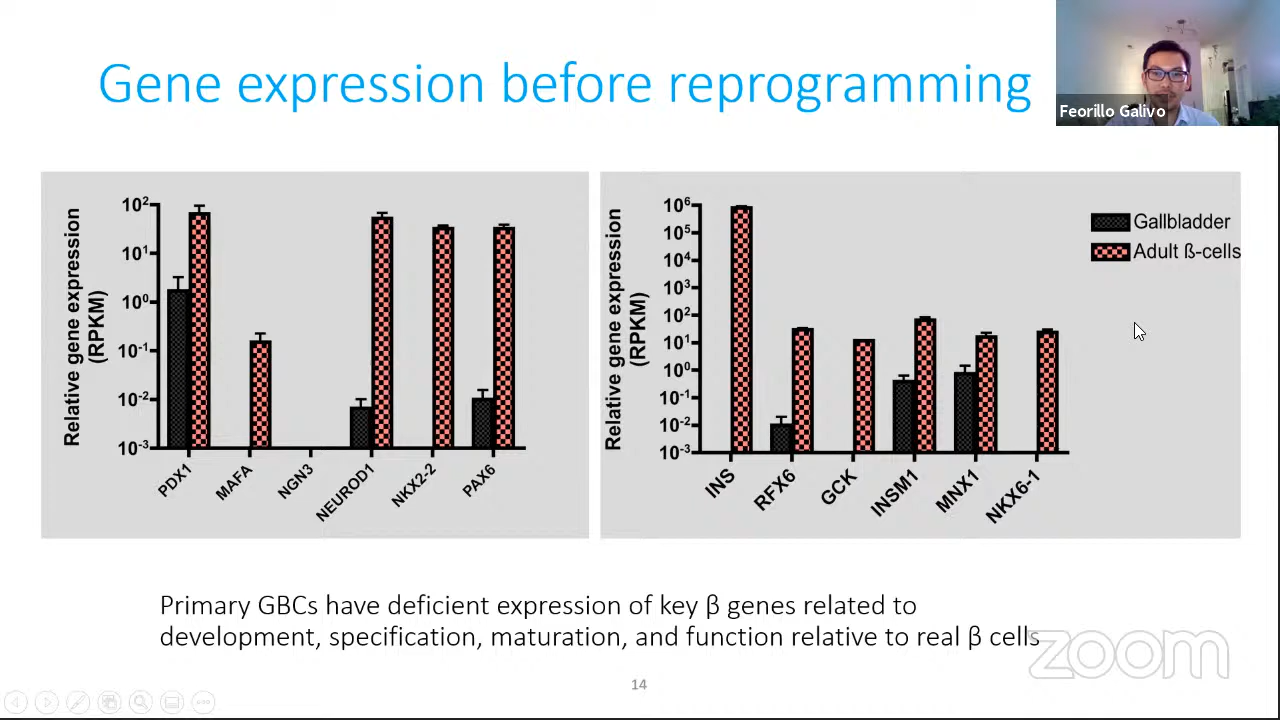 Gene expression before reprogramming
Feorillo Galivo
Relative gene expression
(RPKM)
10²
10¹
10⁰
10⁻¹
10⁻²
10⁻³
PDX1
MAFA
NGN3
NEUROD1
NKX2-2
PAX6
Relative gene expression
(RPKM)
10⁶
10⁵
10⁴
10³
10²
10¹
10⁰
10⁻¹
10⁻²
10⁻³
INS
RFX6
GCK
INSM1
MNX1
NKX6-1
Gallbladder
Adult ß-cells
Primary GBCs have deficient expression of key β genes related to
development, specification, maturation, and function relative to real β cells
zoom
14